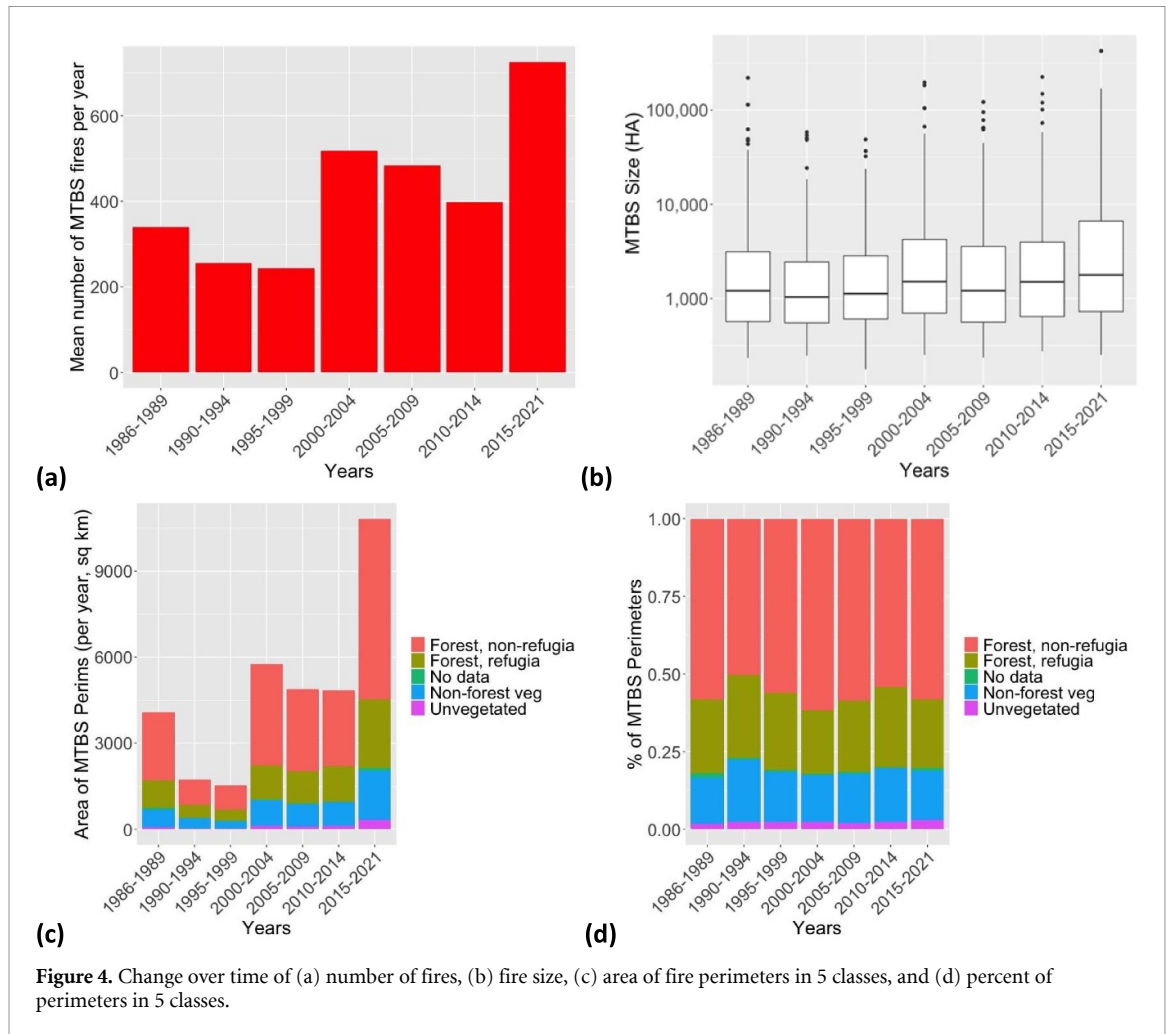 Mean number of MTBS fires per year
600
400
200
0
1986-1989
1990-1994
1995-1999
2000-2004
2005-2009
2010-2014
2015-2021
Years
(a)
MTBS Size (HA)
100,000
10,000
1,000
1986-1989
1990-1994
1995-1999
2000-2004
2005-2009
2010-2014
2015-2021
Years
(b)
Area of MTBS Perims (per year, sq km)
9000
6000
3000
0
1986-1989
1990-1994
1995-1999
2000-2004
2005-2009
2010-2014
2015-2021
Years
Forest, non-refugia
Forest, refugia
No data
Non-forest veg
Unvegetated
(c)
% of MTBS Perimeters
1.00
0.75
0.50
0.25
0.00
1986-1989
1990-1994
1995-1999
2000-2004
2005-2009
2010-2014
2015-2021
Years
Forest, non-refugia
Forest, refugia
No data
Non-forest veg
Unvegetated
(d)
Figure 4. Change over time of (a) number of fires, (b) fire size, (c) area of fire perimeters in 5 classes, and (d) percent of
perimeters in 5 classes.